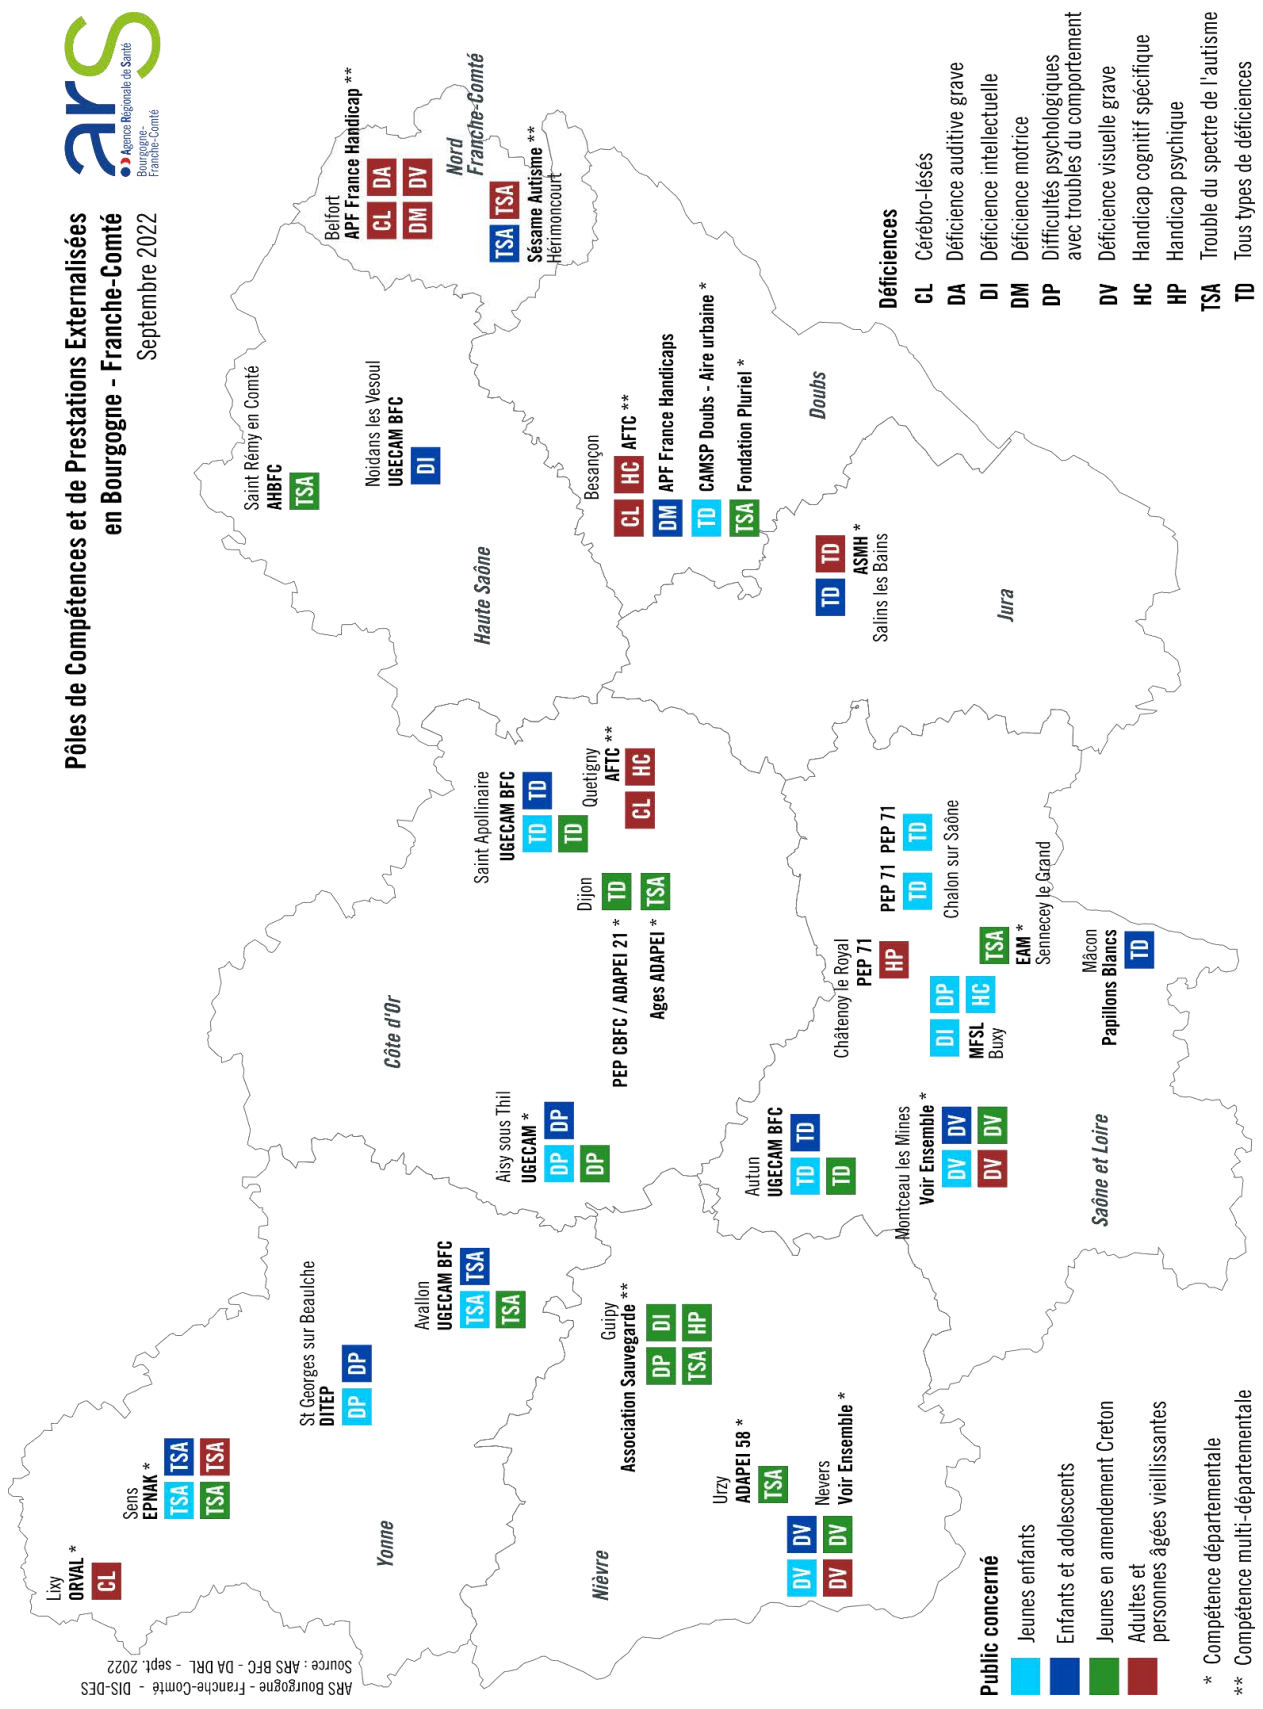 Pôles de Compétences et de Prestations Externalisées
en Bourgogne - Franche-Comté
Septembre 2022
ars
Agence Régionale de Santé
Bourgogne-
Franche-Comté
Lixy
ORVAL *
CL
Sens
EPNAK *
TSA TSA
TSA TSA
St Georges sur Beaulche
DITEP
DP DP
Avallon
UGECAM BFC
TSA TSA
TSA
Yonne
Côte d'Or
Aisy sous Thil
UGECAM *
DP DP
DP
Saint Apollinaire
UGECAM BFC
TD TD
TD
Quetigny
AFTC **
CL HC
Dijon
PEP CBFC / ADAPEI 21 * TD
Ages ADAPEI * TSA
Saint Rémy en Comté
AHBFC
TSA
Noidans les Vesoul
UGECAM BFC
DI
Haute Saône
Belfort
APF France Handicap **
CL DA
DM DV
Nord
Franche-Comté
TSA TSA
Sésame Autisme **
Hérimoncourt
Besançon
CL HC AFTC **
DM APF France Handicaps
TD CAMSP Doubs - Aire urbaine *
TSA Fondation Pluriel *
Doubs
TD TD
ASMH *
Salins les Bains
Jura
Guipy
Association Sauvegarde **
DP DI
TSA HP
Urzy
ADAPEI 58 *
TSA
DV DV
DV DV
Nevers
Voir Ensemble *
Nièvre
Autun
UGECAM BFC
TD TD
TD
Montceau les Mines
Voir Ensemble *
DV DV
DV DV
Châtenoy le Royal
PEP 71
HP
PEP 71 PEP 71
TD TD
Chalon sur Saône
DI DP
HC
MFSL
Buxy
TSA
EAM *
Sennecey le Grand
Mâcon
Papillons Blancs
TD
Saône et Loire
Public concerné
Jeunes enfants
Enfants et adolescents
Jeunes en amendement Creton
Adultes et
personnes âgées vieillissantes
* Compétence départementale
** Compétence multi-départementale
Déficiences
CL Cérébro-lésés
DA Déficience auditive grave
DI Déficience intellectuelle
DM Déficience motrice
DP Difficultés psychologiques
avec troubles du comportement
DV Déficience visuelle grave
HC Handicap cognitif spécifique
HP Handicap psychique
TSA Trouble du spectre de l'autisme
TD Tous types de déficiences
ARS Bourgogne - Franche-Comté - DIS-DES
Source : ARS BFC - DA DRL - sept. 2022